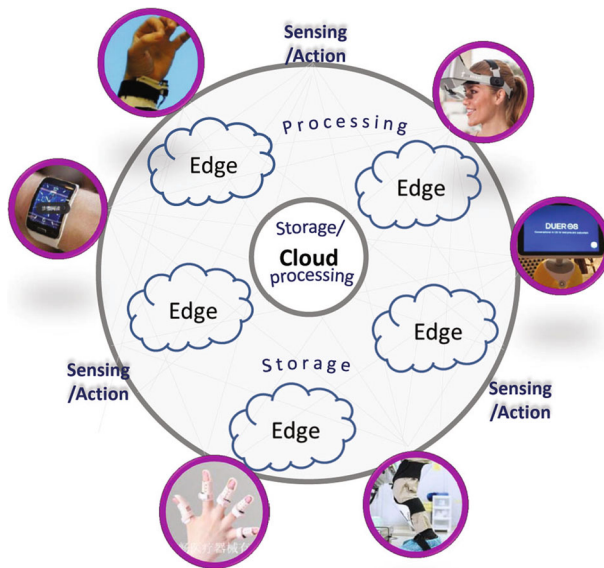 Sensing
/Action
Processing
Edge
Edge
DUER OS
Storage/
Cloud
processing
Edge
Edge
Storage
Sensing
/Action
Sensing
/Action
Edge